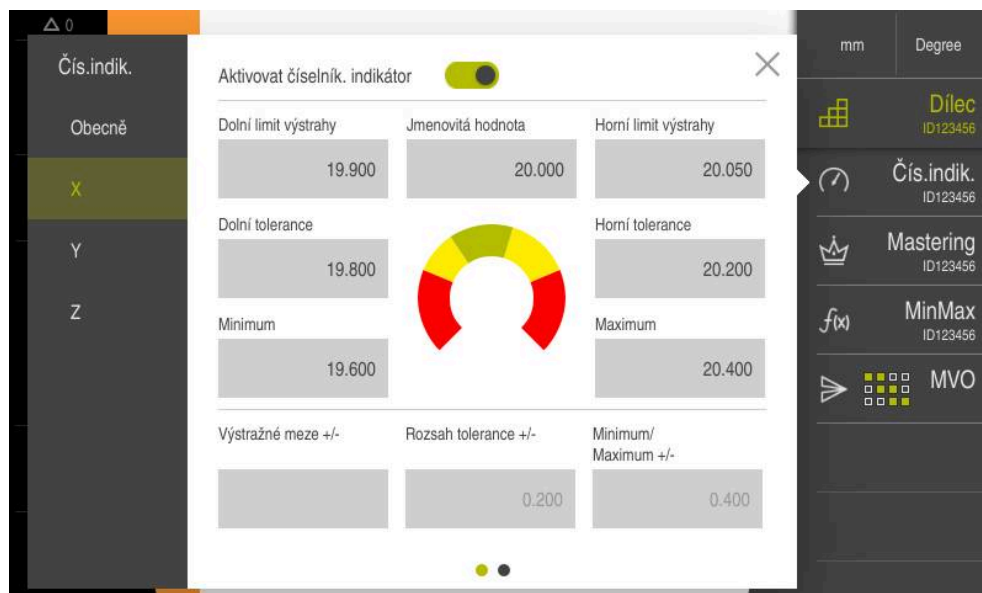 0
Čís.indik.
Obecně
X
Y
Z
Aktivovat číselník. indikátor
Dolní limit výstrahy
Jmenovitá hodnota
Horní limit výstrahy
19.900
20.000
20.050
Dolní tolerance
Horní tolerance
19.800
20.200
Minimum
Maximum
19.600
20.400
Výstražné meze +/-
Rozsah tolerance +/-
Minimum/
Maximum +/-
0.200
0.400
mm
Degree
Dílec
ID123456
Čís.indik.
ID123456
Mastering
ID123456
f(x)
MinMax
ID123456
MVO